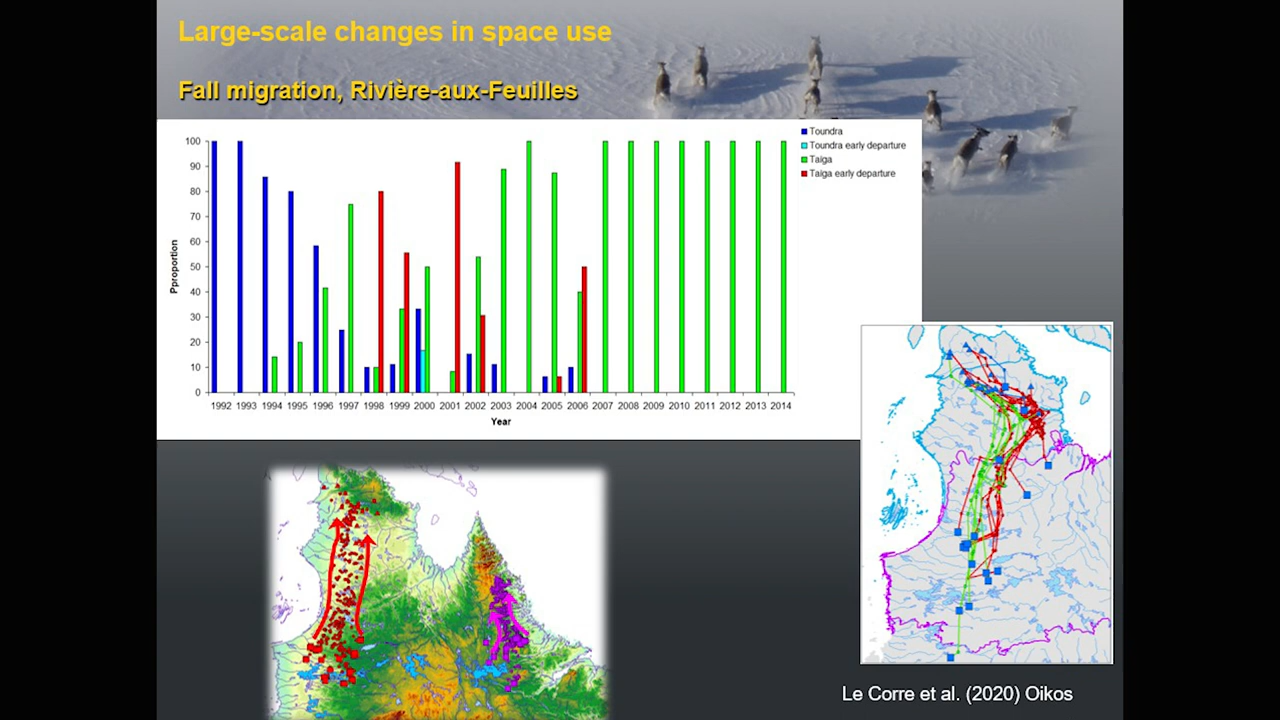 Large-scale changes in space use
Fall migration, Rivière-aux-Feuilles
Toundra
Toundra early departure
Taiga
Taiga early departure
100
90
80
70
60
50
40
30
20
10
0
Pproportion
1992 1993 1994 1995 1996 1997 1998 1999 2000 2001 2002 2003 2004 2005 2006 2007 2008 2009 2010 2011 2012 2013 2014
Year
Le Corre et al. (2020) Oikos